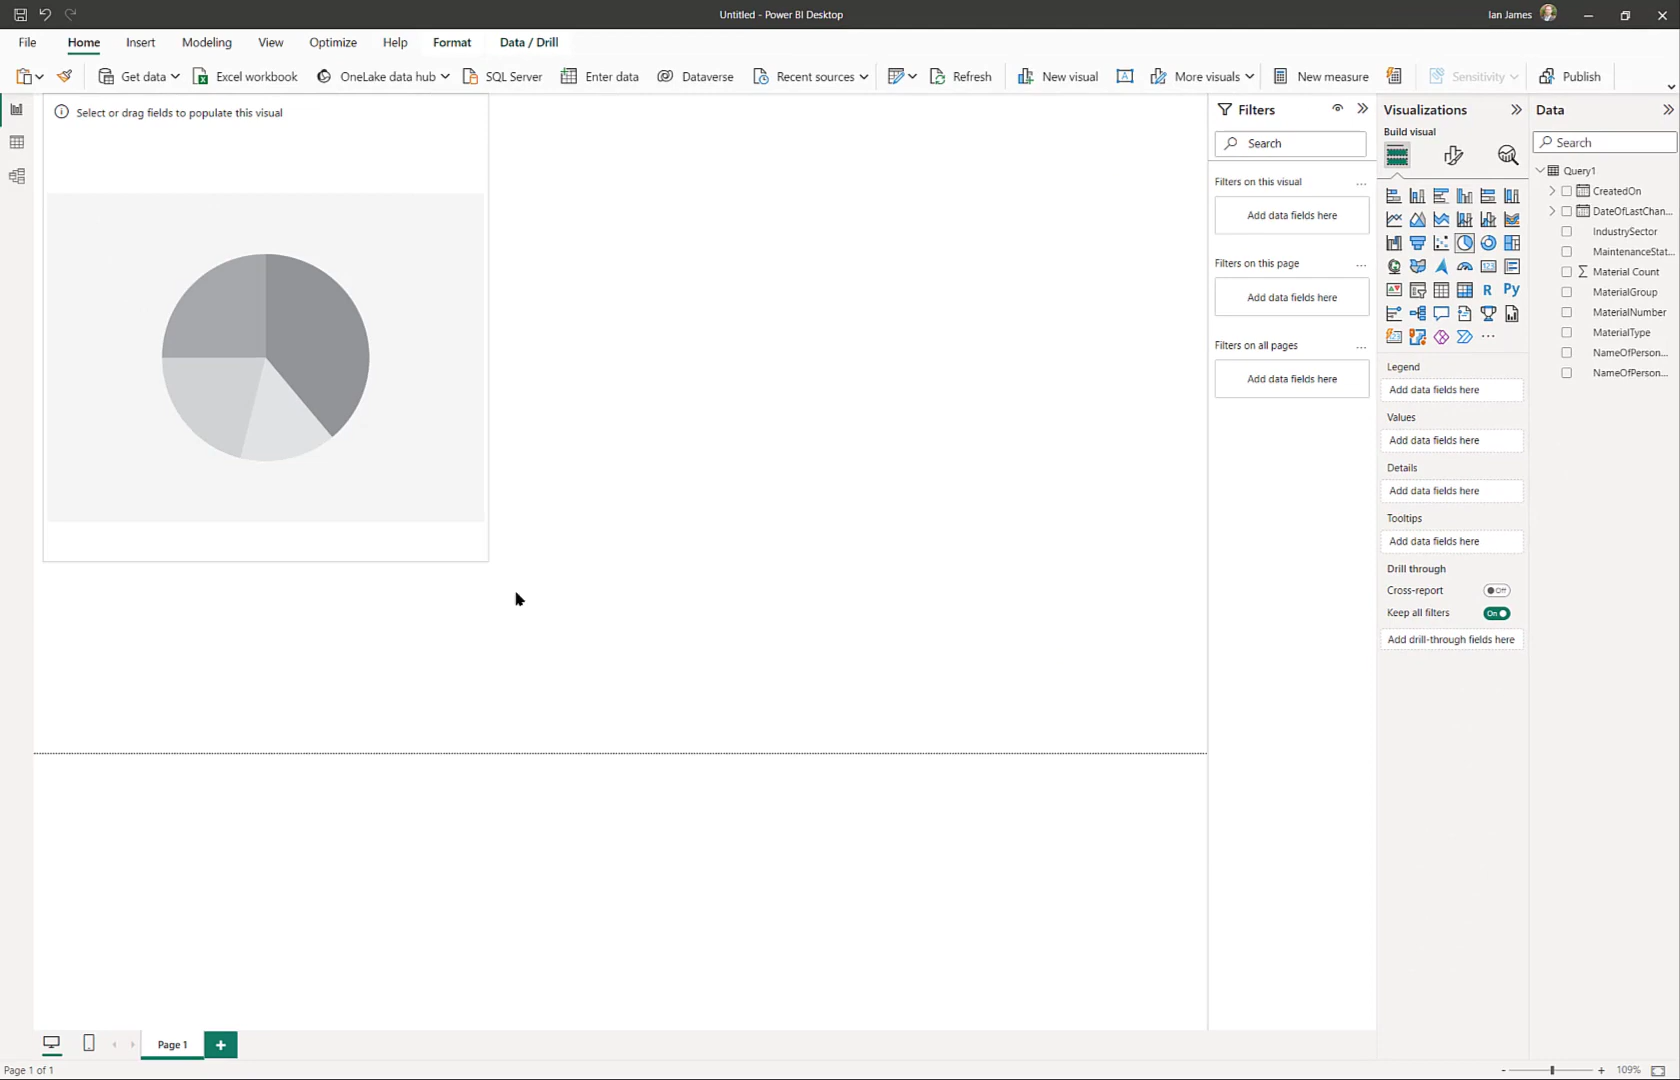 Untitled - Power BI Desktop
Ian James
File
Home
Insert
Modeling
View
Optimize
Help
Format
Data / Drill
Get data
Excel workbook
OneLake data hub
SQL Server
Enter data
Dataverse
Recent sources
Refresh
New visual
More visuals
New measure
Sensitivity
Publish
Select or drag fields to populate this visual
Filters
Search
Filters on this visual
Add data fields here
Filters on this page
Add data fields here
Filters on all pages
Add data fields here
Visualizations
Build visual
R
Py
123
Legend
Add data fields here
Values
Add data fields here
Details
Add data fields here
Tooltips
Add data fields here
Drill through
Cross-report
Off
Keep all filters
On
Add drill-through fields here
Data
Search
Query1
CreatedOn
DateOfLastChan...
IndustrySector
MaintenanceStat...
Material Count
MaterialGroup
MaterialNumber
MaterialType
NameOfPerson...
NameOfPerson...
Page 1
Page 1 of 1
109%